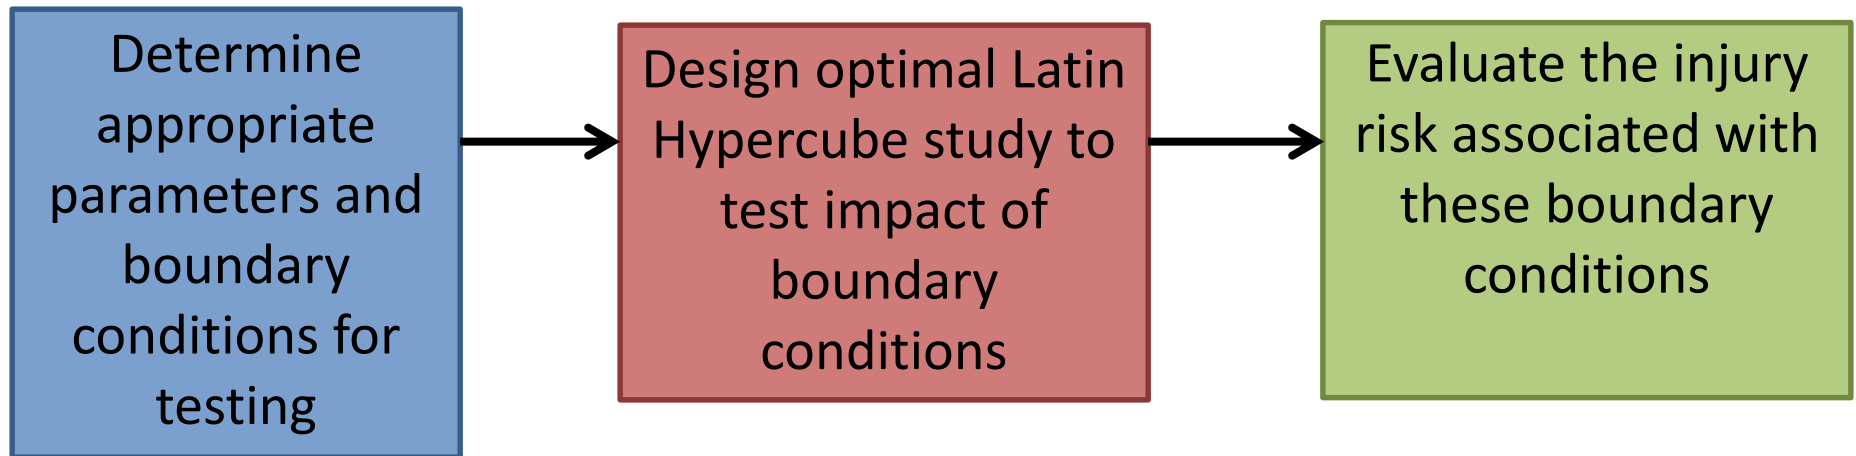 Determine
appropriate
parameters and
boundary
conditions for
testing
Design optimal Latin
Hypercube study to
test impact of
boundary
conditions
Evaluate the injury
risk associated with
these boundary
conditions